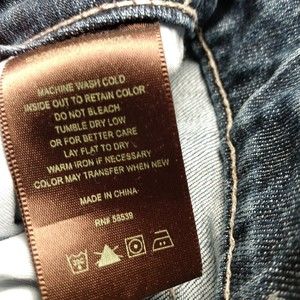 MACHINE WASH COLD
INSIDE OUT TO RETAIN COLOR
DO NOT BLEACH
TUMBLE DRY LOW
OR FOR BETTER CARE
LAY FLAT TO DRY
WARM IRON IF NECESSARY
COLOR MAY TRANSFER WHEN NEW
MADE IN CHINA
RN# 58539